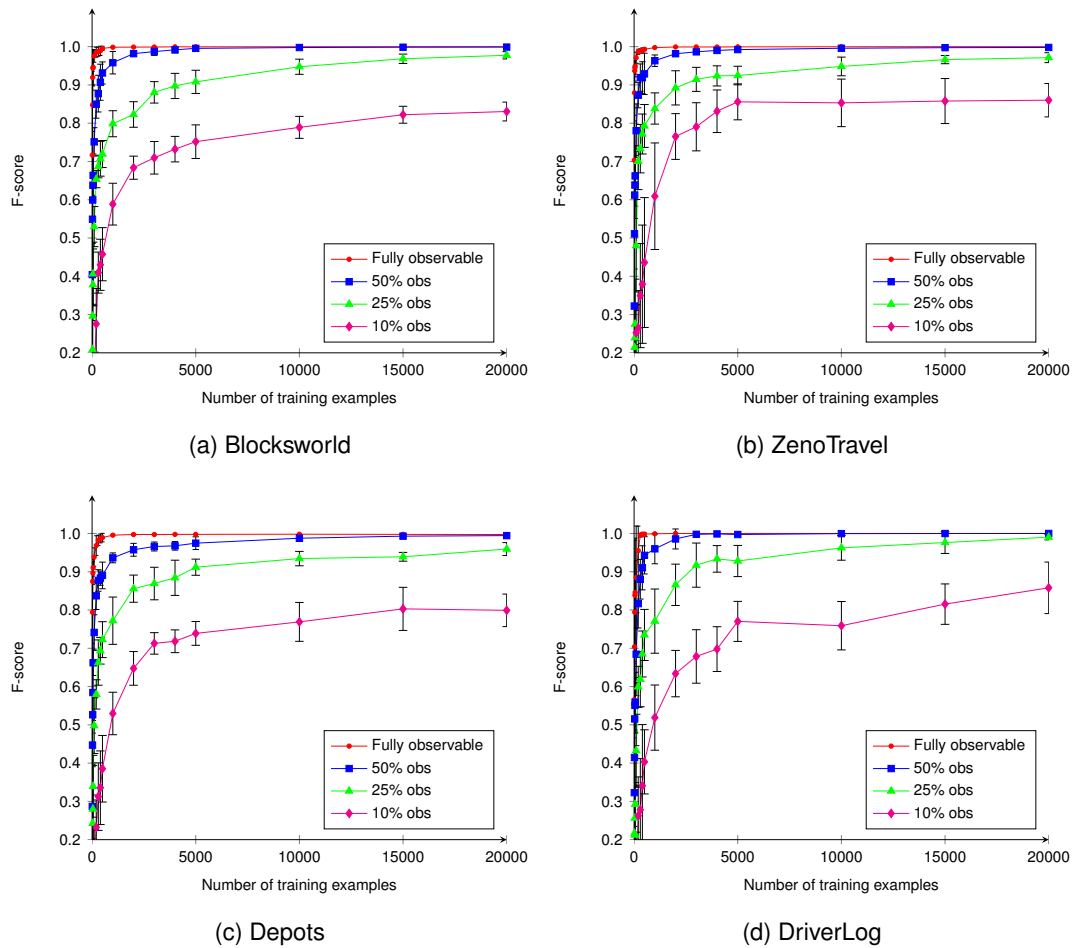 1.0
0.9
0.8
0.7
0.6
0.5
0.4
0.3
0.2
F-score
0 5000 10000 15000 20000
Number of training examples
Fully observable
50% obs
25% obs
10% obs
(a) Blocksworld
1.0
0.9
0.8
0.7
0.6
0.5
0.4
0.3
0.2
F-score
0 5000 10000 15000 20000
Number of training examples
Fully observable
50% obs
25% obs
10% obs
(b) ZenoTravel
1.0
0.9
0.8
0.7
0.6
0.5
0.4
0.3
0.2
F-score
0 5000 10000 15000 20000
Number of training examples
Fully observable
50% obs
25% obs
10% obs
(c) Depots
1.0
0.9
0.8
0.7
0.6
0.5
0.4
0.3
0.2
F-score
0 5000 10000 15000 20000
Number of training examples
Fully observable
50% obs
25% obs
10% obs
(d) DriverLog